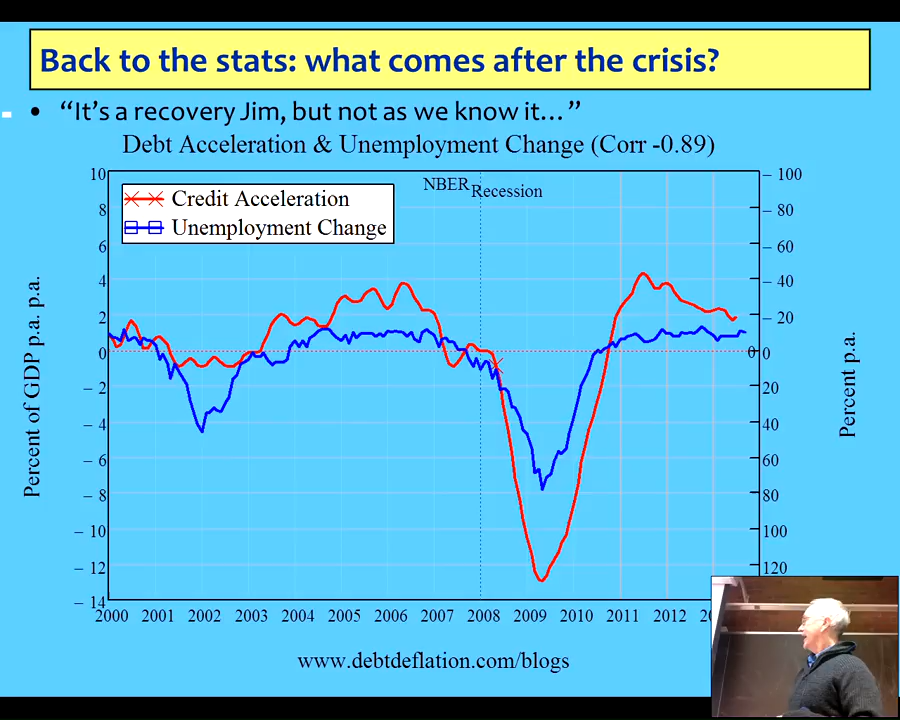 Back to the stats: what comes after the crisis?
• “It’s a recovery Jim, but not as we know it…”
Debt Acceleration & Unemployment Change (Corr -0.89)
NBER Recession
Credit Acceleration
Unemployment Change
Percent of GDP p.a. p.a.
10
8
6
4
2
0
– 2
– 4
– 6
– 8
– 10
– 12
– 14
– 100
– 80
– 60
– 40
– 20
0
20
40
60
80
100
120
0
Percent p.a.
2000 2001 2002 2003 2004 2005 2006 2007 2008 2009 2010 2011 2012
www.debtdeflation.com/blogs